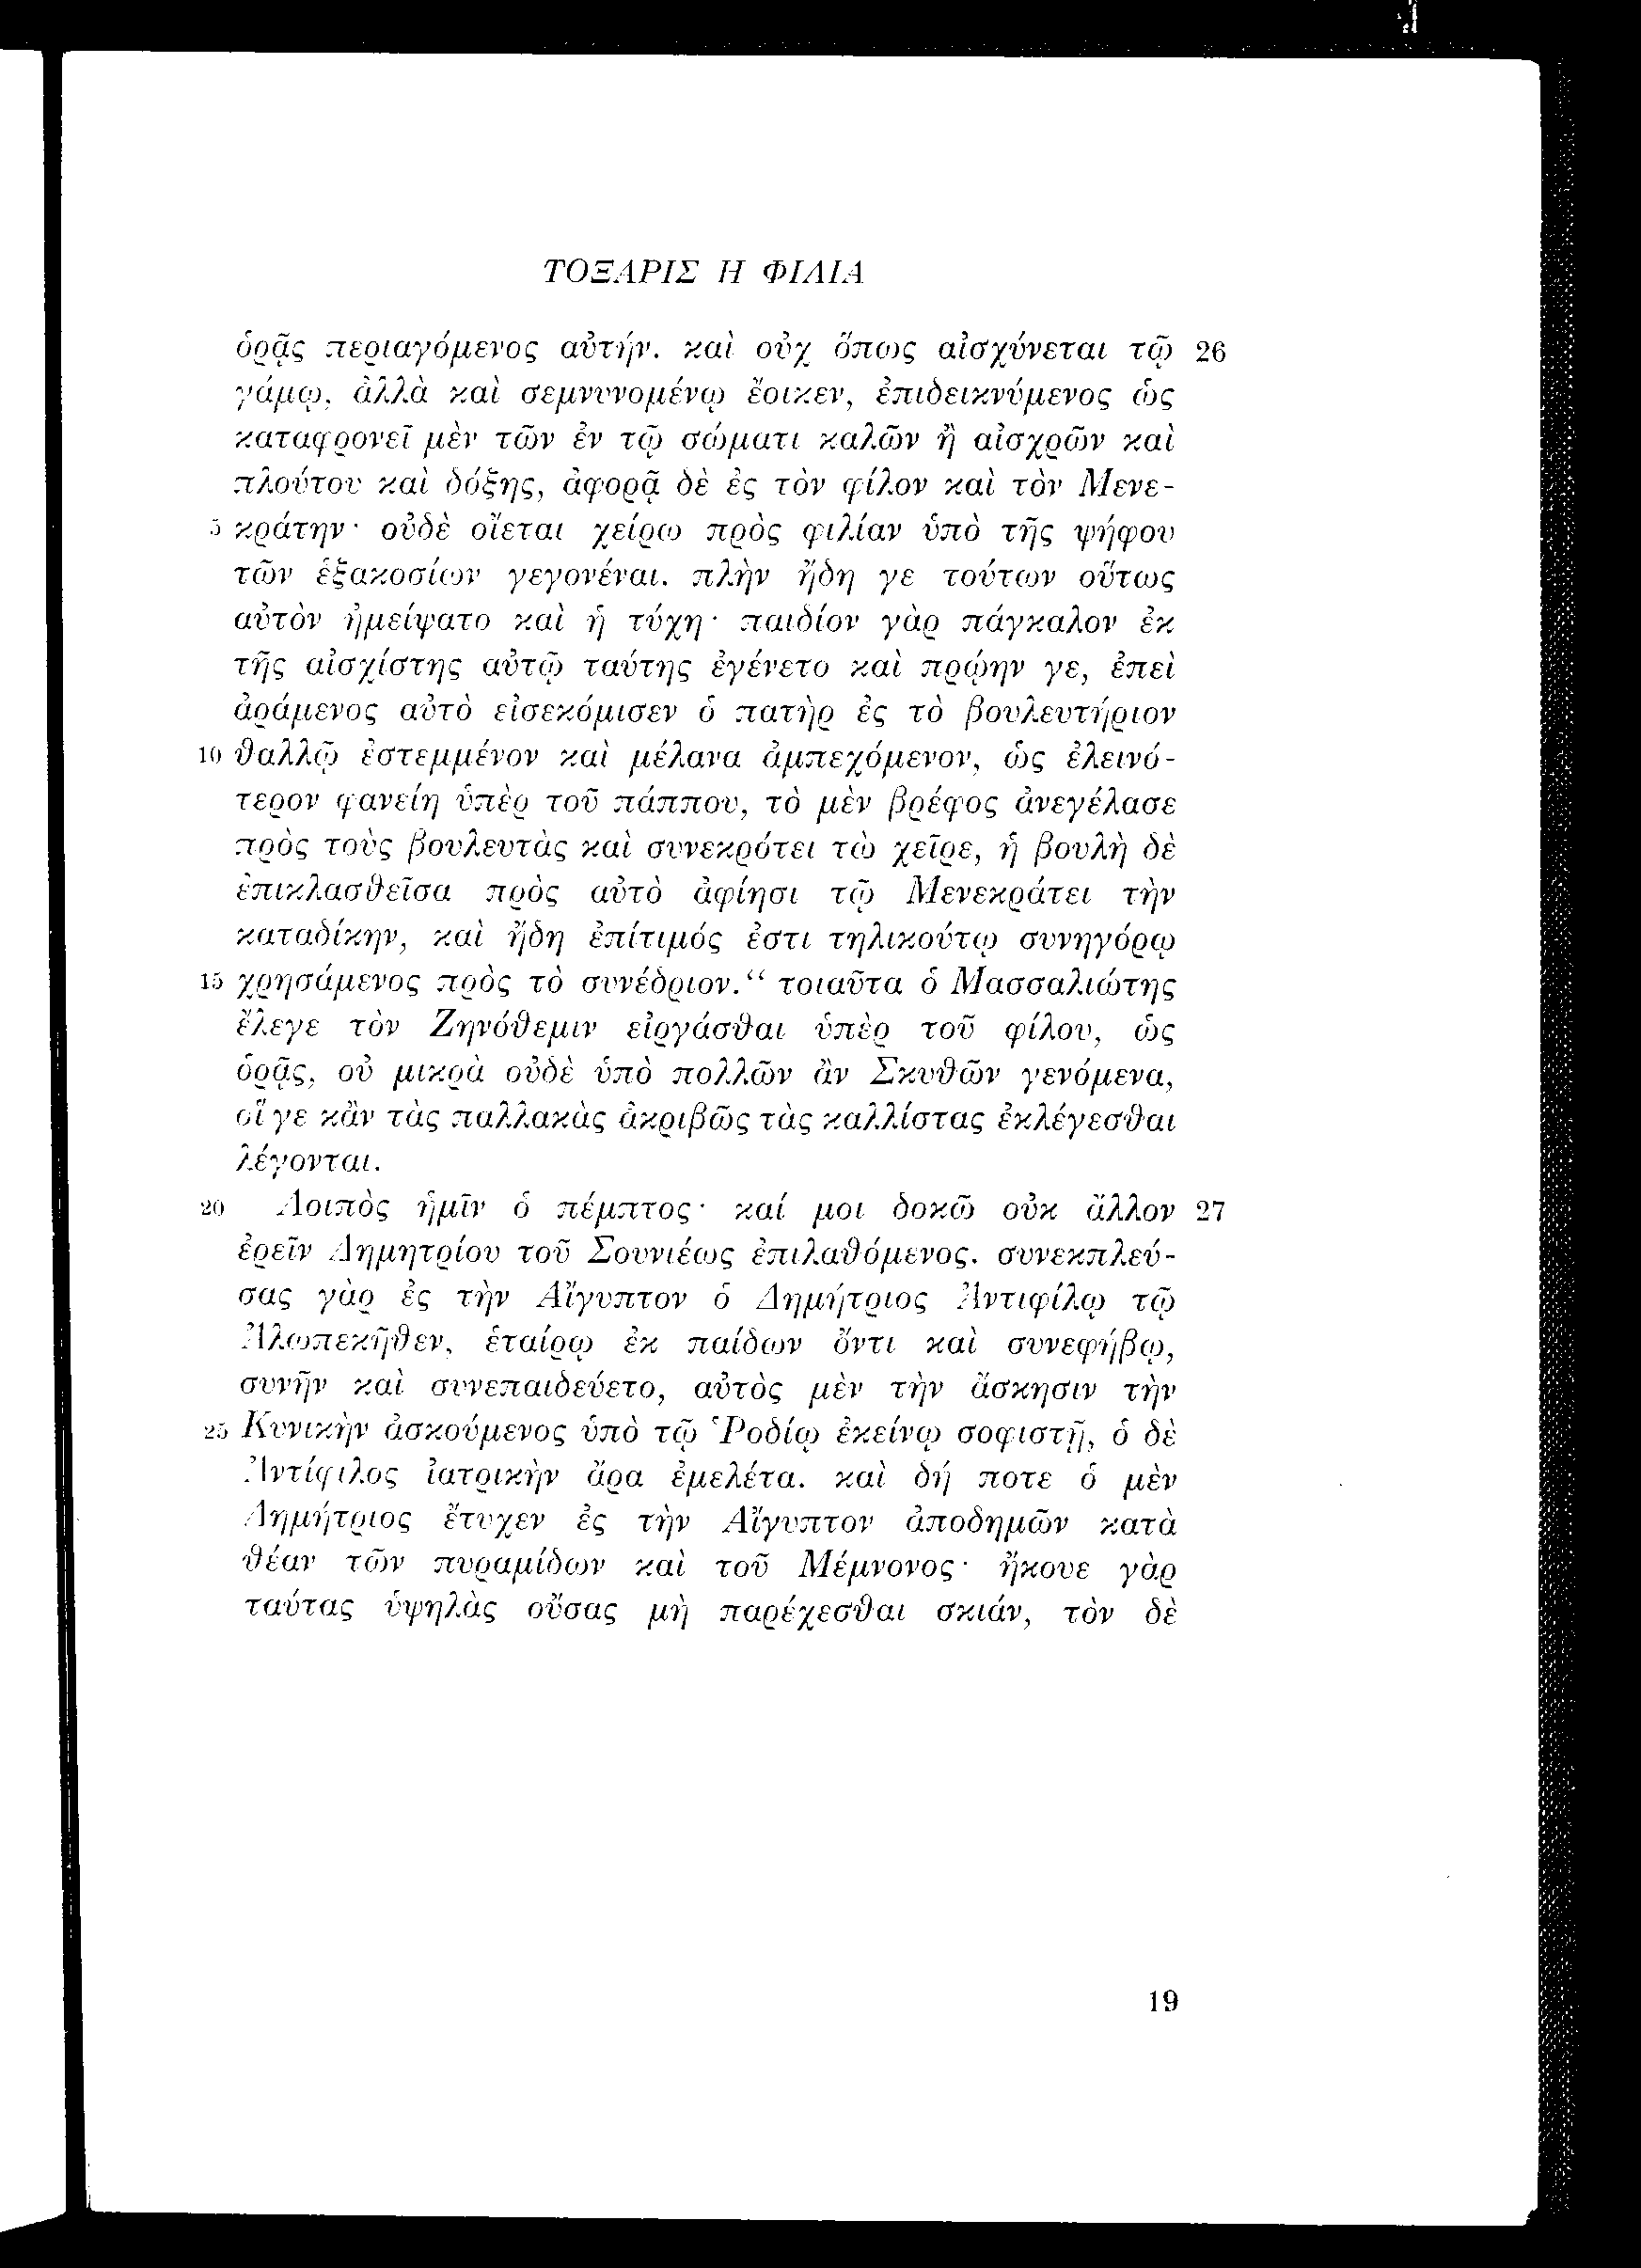 ΤΟΞΑΡΙΣ Η ΦΙΛΙΑ
ὁρᾷς περιαγόμενος αὐτήν. καὶ οὐχ ὅπως αἰσχύνεται τῷ 26
γάμῳ, ἀλλὰ καὶ σεμνυνομένῳ ἔοικεν, ἐπιδεικνύμενος ὡς
καταφρονεῖ μὲν τῶν ἐν τῷ σώματι καλῶν ἢ αἰσχρῶν καὶ
πλούτου καὶ δόξης, ἀφορᾷ δὲ ἐς τὸν φίλον καὶ τὸν Μενε-
5 κράτην· οὐδὲ οἴεται χείρω πρὸς φιλίαν ὑπὸ τῆς ψήφου
τῶν ἑξακοσίων γεγονέναι. πλὴν ἤδη γε τούτων οὕτως
αὐτὸν ἠμείψατο καὶ ἡ τύχη· παιδίον γὰρ πάγκαλον ἐκ
τῆς αἰσχίστης αὐτῷ ταύτης ἐγένετο καὶ πρῴην γε, ἐπεὶ
ἀράμενος αὐτὸ εἰσεκόμισεν ὁ πατὴρ ἐς τὸ βουλευτήριον
10 θαλλῷ ἐστεμμένον καὶ μέλανα ἀμπεχόμενον, ὡς ἐλεινό-
τερον φανείη ὑπὲρ τοῦ πάππου, τὸ μὲν βρέφος ἀνεγέλασε
πρὸς τοὺς βουλευτὰς καὶ συνεκρότει τὼ χεῖρε, ἡ βουλὴ δὲ
ἐπικλασθεῖσα πρὸς αὐτὸ ἀφίησι τῷ Μενεκράτει τὴν
καταδίκην, καὶ ἤδη ἐπίτιμός ἐστι τηλικούτῳ συνηγόρῳ
15 χρησάμενος πρὸς τὸ συνέδριον.“ τοιαῦτα ὁ Μασσαλιώτης
ἔλεγε τὸν Ζηνόθεμιν εἰργάσθαι ὑπὲρ τοῦ φίλου, ὡς
ὁρᾷς, οὐ μικρὰ οὐδὲ ὑπὸ πολλῶν ἂν Σκυθῶν γενόμενα,
οἵ γε κἂν τὰς παλλακὰς ἀκριβῶς τὰς καλλίστας ἐκλέγεσθαι
λέγονται.
20 Λοιπὸς ἡμῖν ὁ πέμπτος· καί μοι δοκῶ οὐκ ἄλλον 27
ἐρεῖν Δημητρίου τοῦ Σουνιέως ἐπιλαθόμενος. συνεκπλεύ-
σας γὰρ ἐς τὴν Αἴγυπτον ὁ Δημήτριος Ἀντιφίλῳ τῷ
Ἀλωπεκῆθεν, ἑταίρῳ ἐκ παίδων ὄντι καὶ συνεφήβῳ,
συνῆν καὶ συνεπαιδεύετο, αὐτὸς μὲν τὴν ἄσκησιν τὴν
25 Κυνικὴν ἀσκούμενος ὑπὸ τῷ Ῥοδίῳ ἐκείνῳ σοφιστῇ, ὁ δὲ
Ἀντίφιλος ἰατρικὴν ἄρα ἐμελέτα. καὶ δή ποτε ὁ μὲν
Δημήτριος ἔτυχεν ἐς τὴν Αἴγυπτον ἀποδημῶν κατὰ
θέαν τῶν πυραμίδων καὶ τοῦ Μέμνονος· ἤκουε γὰρ
ταύτας ὑψηλὰς οὔσας μὴ παρέχεσθαι σκιάν, τὸν δὲ
19